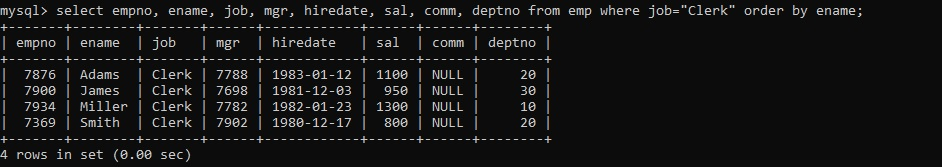 mysql> select empno, ename, job, mgr, hiredate, sal, comm, deptno from emp where job="Clerk" order by ename;
+-------+--------+-------+------+------------+------+------+--------+
| empno | ename  | job   | mgr  | hiredate   | sal  | comm | deptno |
+-------+--------+-------+------+------------+------+------+--------+
|  7876 | Adams  | Clerk | 7788 | 1983-01-12 | 1100 | NULL |     20 |
|  7900 | James  | Clerk | 7698 | 1981-12-03 |  950 | NULL |     30 |
|  7934 | Miller | Clerk | 7782 | 1982-01-23 | 1300 | NULL |     10 |
|  7369 | Smith  | Clerk | 7902 | 1980-12-17 |  800 | NULL |     20 |
+-------+--------+-------+------+------------+------+------+--------+
4 rows in set (0.00 sec)